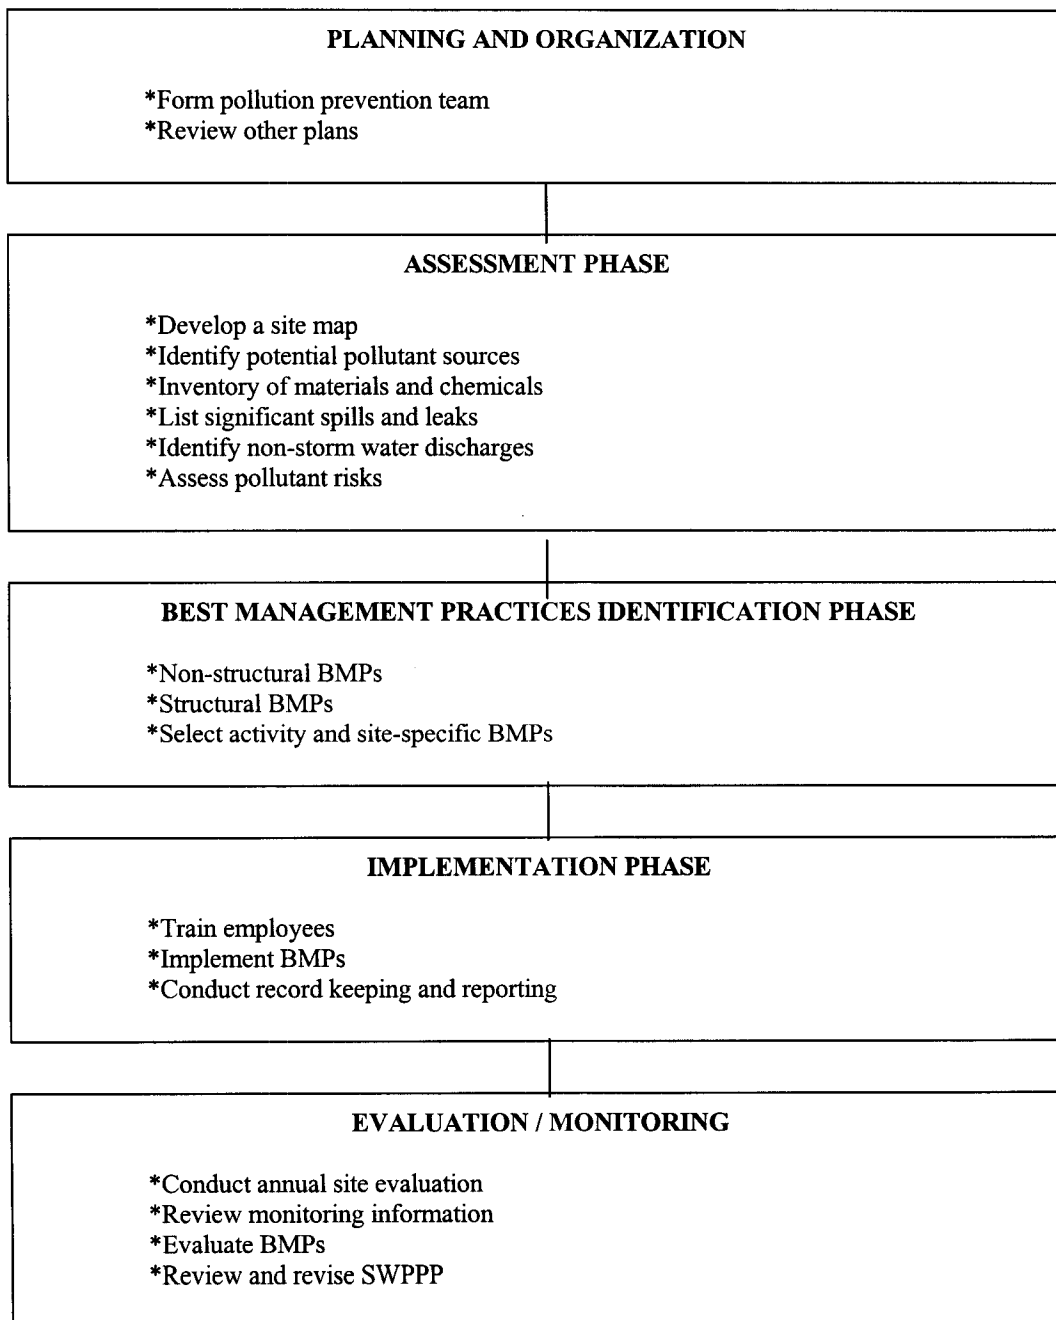 PLANNING AND ORGANIZATION
*Form pollution prevention team
*Review other plans
ASSESSMENT PHASE
*Develop a site map
*Identify potential pollutant sources
*Inventory of materials and chemicals
*List significant spills and leaks
*Identify non-storm water discharges
*Assess pollutant risks
BEST MANAGEMENT PRACTICES IDENTIFICATION PHASE
*Non-structural BMPs
*Structural BMPs
*Select activity and site-specific BMPs
IMPLEMENTATION PHASE
*Train employees
*Implement BMPs
*Conduct record keeping and reporting
EVALUATION / MONITORING
*Conduct annual site evaluation
*Review monitoring information
*Evaluate BMPs
*Review and revise SWPPP